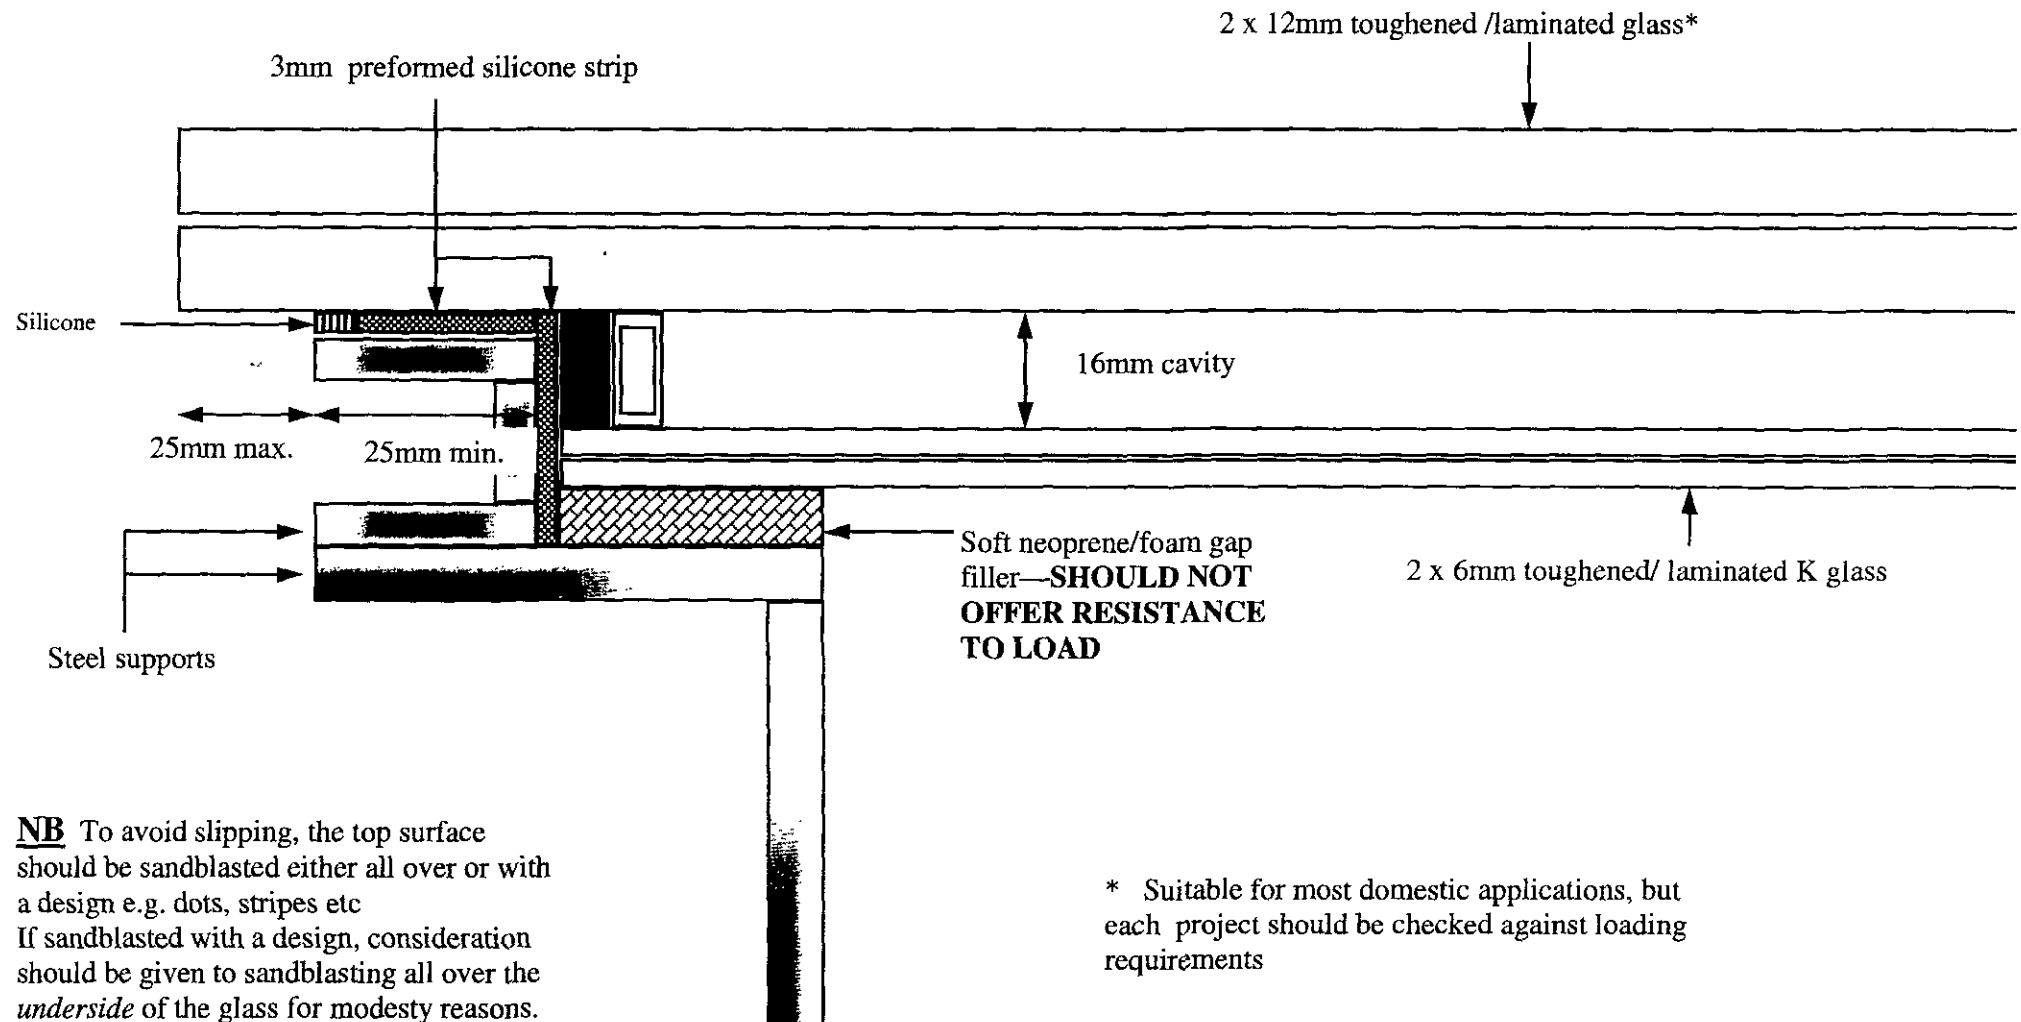 2 x 12mm toughened /laminated glass*
3mm preformed silicone strip
Silicone
16mm cavity
25mm max.
25mm min.
Soft neoprene/foam gap
filler—SHOULD NOT
OFFER RESISTANCE
TO LOAD
2 x 6mm toughened/ laminated K glass
Steel supports
NB To avoid slipping, the top surface
should be sandblasted either all over or with
a design e.g. dots, stripes etc
If sandblasted with a design, consideration
should be given to sandblasting all over the
underside of the glass for modesty reasons.
* Suitable for most domestic applications, but
each project should be checked against loading
requirements